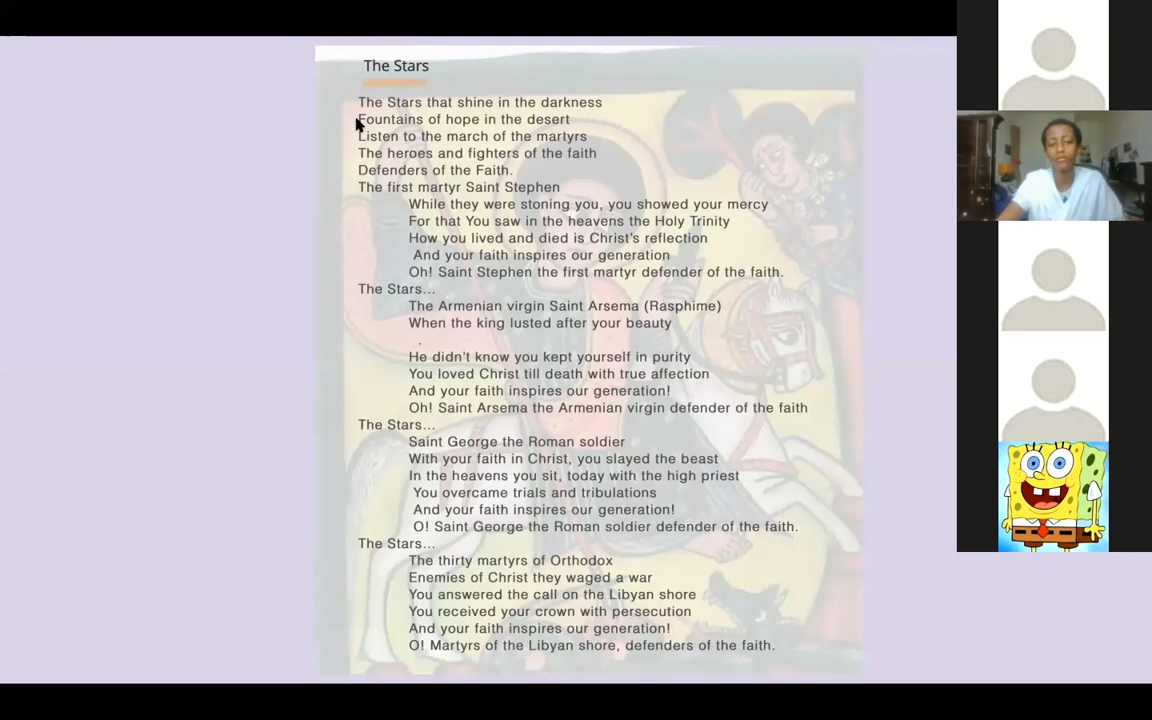 The Stars
The Stars that shine in the darkness
Fountains of hope in the desert
Listen to the march of the martyrs
The heroes and fighters of the faith
Defenders of the Faith.
The first martyr Saint Stephen
While they were stoning you, you showed your mercy
For that You saw in the heavens the Holy Trinity
How you lived and died is Christ's reflection
And your faith inspires our generation
Oh! Saint Stephen the first martyr defender of the faith.
The Stars...
The Armenian virgin Saint Arsema (Rasphime)
When the king lusted after your beauty
.
He didn't know you kept yourself in purity
You loved Christ till death with true affection
And your faith inspires our generation!
Oh! Saint Arsema the Armenian virgin defender of the faith
The Stars...
Saint George the Roman soldier
With your faith in Christ, you slayed the beast
In the heavens you sit, today with the high priest
You overcame trials and tribulations
And your faith inspires our generation!
O! Saint George the Roman soldier defender of the faith.
The Stars...
The thirty martyrs of Orthodox
Enemies of Christ they waged a war
You answered the call on the Libyan shore
You received your crown with persecution
And your faith inspires our generation!
O! Martyrs of the Libyan shore, defenders of the faith.